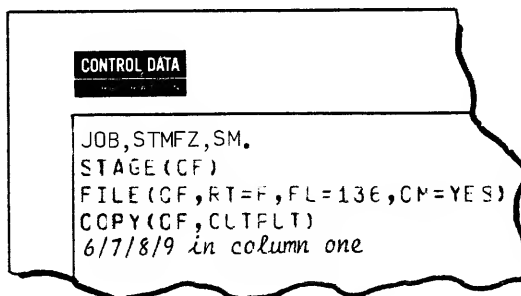 CONTROL DATA
JOB,STMFZ,SM.
STAGE(CF)
FILE(CF,RT=F,FL=136,CM=YES)
COPY(CF,OUTPUT)
6/7/8/9 in column one